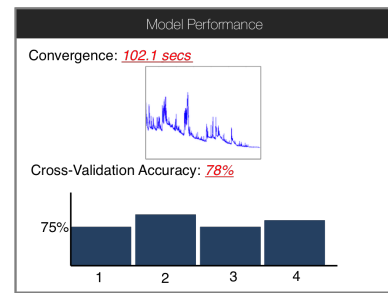 Model Performance
Convergence: 102.1 secs
Cross-Validation Accuracy: 78%
75%
1 2 3 4